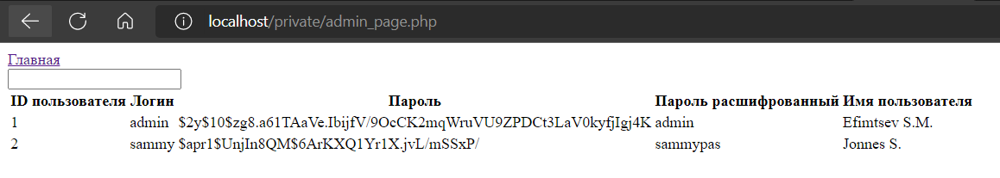 localhost/private/admin_page.php
Главная
ID пользователя Логин Пароль Пароль расшифрованный Имя пользователя
1 admin $2y$10$zg8.a61TAaVe.IbijfV/9OcCK2mqWruVU9ZPDCt3LaV0kyfjIgj4K admin Efimtsev S.M.
2 sammy $apr1$UnjIn8QM$6ArKXQ1Yr1X.jvL/mSSxP/ sammypas Jonnes S.